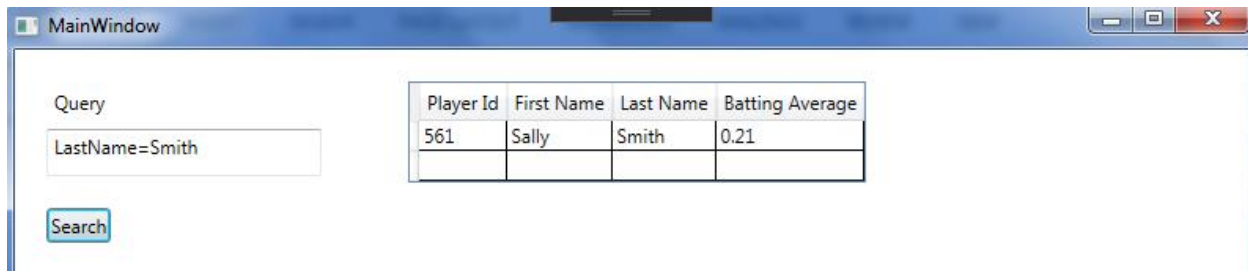 MainWindow
Query
LastName=Smith
Search
Player Id First Name Last Name Batting Average
561 Sally Smith 0.21